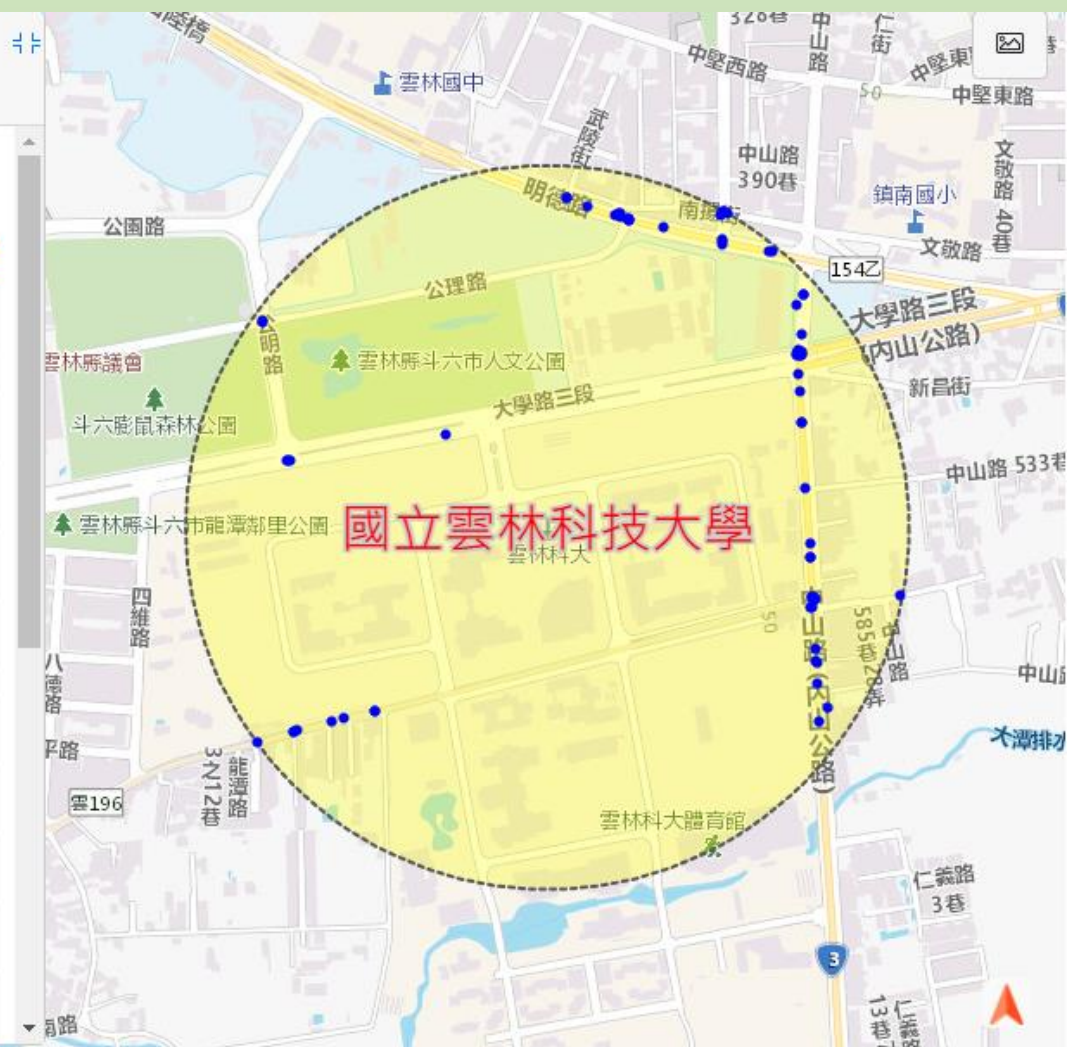 328巷
中山路
仁街
中堅西路
中堅東路
雲林國中
武陵街
中山路
390巷
文敬路 40巷
鎮南國小
明德路
南揚街
公園路
文敬路
154乙
公理路
大學路三段
(內山公路)
公明路
雲林縣議會
雲林縣斗六市人文公園
新昌街
斗六膨鼠森林公園
大學路三段
中山路 533巷
雲林縣斗六市龍潭鄰里公園
國立雲林科技大學
雲林科大
四維路
50
中山路(內山公路)
585巷28弄
中山路
八德路
平路
大潭排水
龍潭路
3之12巷
雲196
雲林科大體育館
仁義路
3巷
3